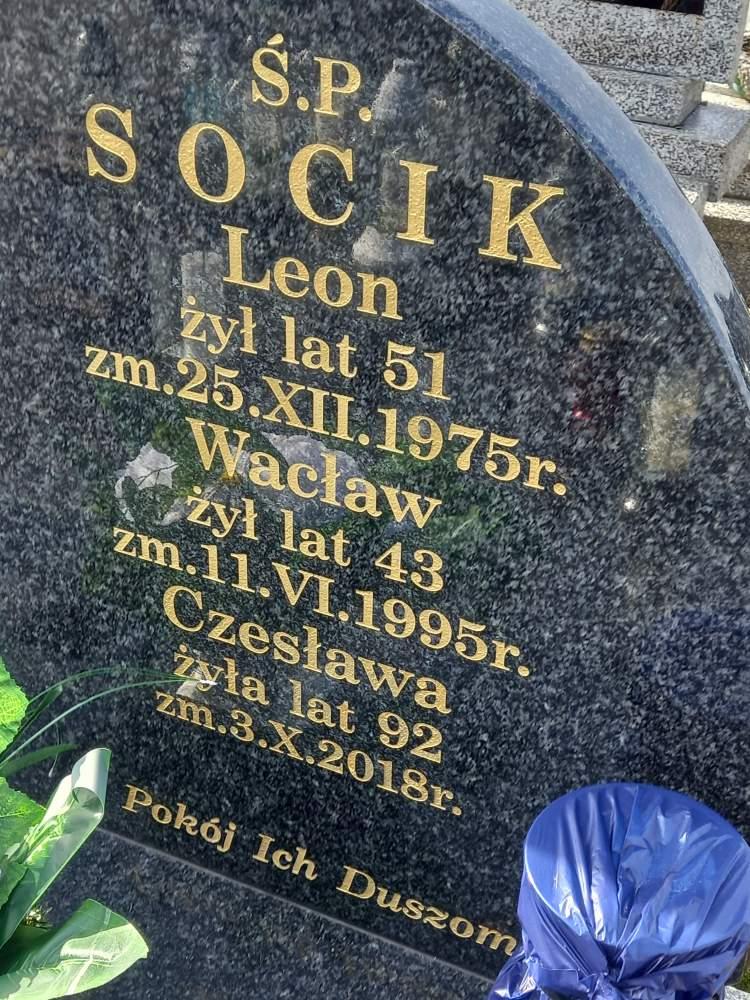 Ś.P.
SOCIK
Leon
żył lat 51
zm.25.XII.1975r.
Wacław
żył lat 43
zm.11.VI.1995r.
Czesława
żyła lat 92
zm.3.X.2018r.
Pokój Ich Duszom